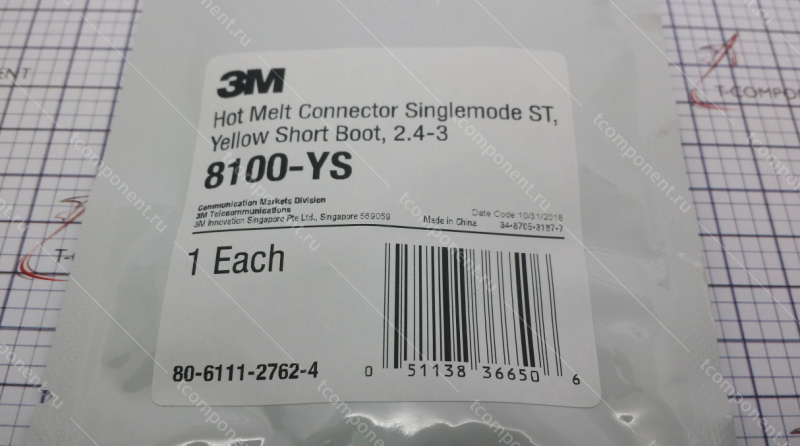 3M
Hot Melt Connector Singlemode ST,
Yellow Short Boot, 2.4-3
8100-YS
Communication Markets Division
3M Telecommunications
3M Innovation Singapore Pte Ltd., Singapore 569059
Made in China
Date Code 10/31/2018
34-8705-3187-7
1 Each
80-6111-2762-4
0 51138 36650 6
T-COMPO
tcomponent.ru